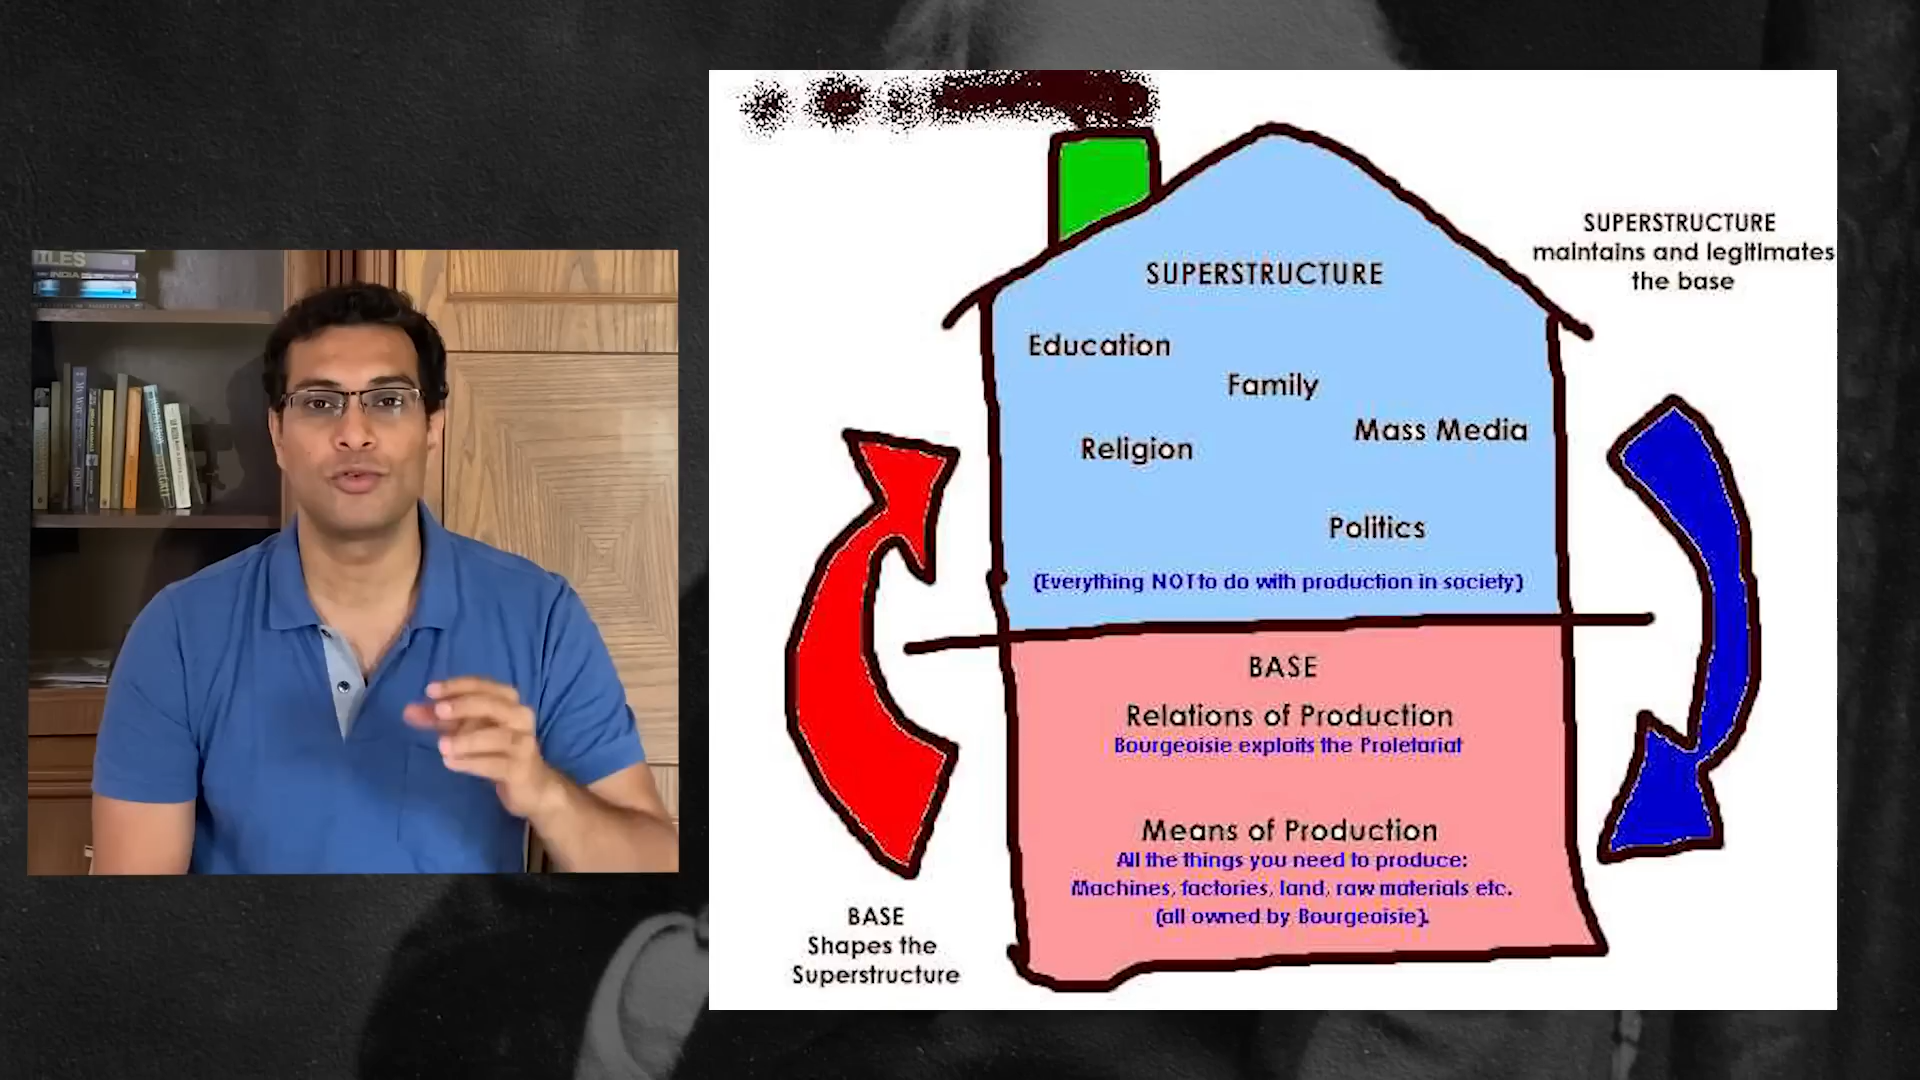 TILES
INDIA
SUPERSTRUCTURE
maintains and legitimates
the base
SUPERSTRUCTURE
Education
Family
Mass Media
Religion
Politics
(Everything NOT to do with production in society)
BASE
Relations of Production
Bourgeoisie exploits the Proletariat
Means of Production
All the things you need to produce:
Machines, factories, land, raw materials etc.
(all owned by Bourgeoisie).
BASE
Shapes the
Superstructure